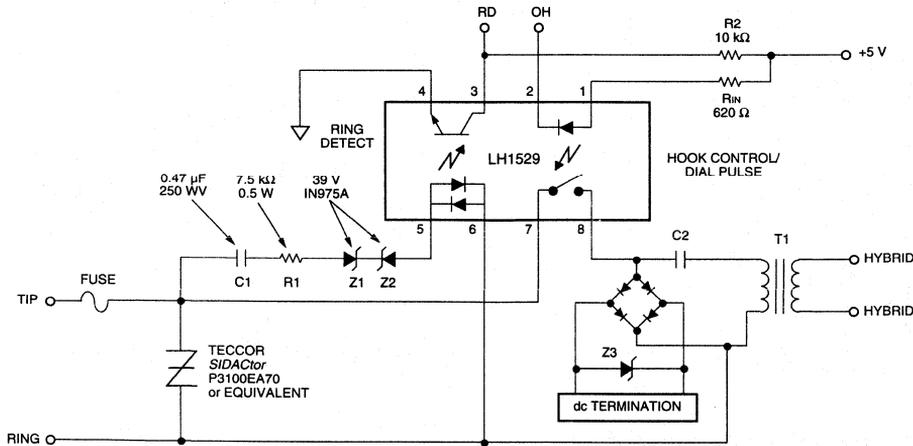 RD
OH
R2
10 kΩ
+5 V
4
3
2
1
RIN
620 Ω
RING
DETECT
LH1529
HOOK CONTROL/
DIAL PULSE
0.47 µF
250 WV
7.5 kΩ
0.5 W
39 V
IN975A
5
6
7
8
C1
R1
Z1
Z2
C2
T1
HYBRID
HYBRID
FUSE
TIP
TECCOR
SIDACtor
P3100EA70
or EQUIVALENT
Z3
dc TERMINATION
RING